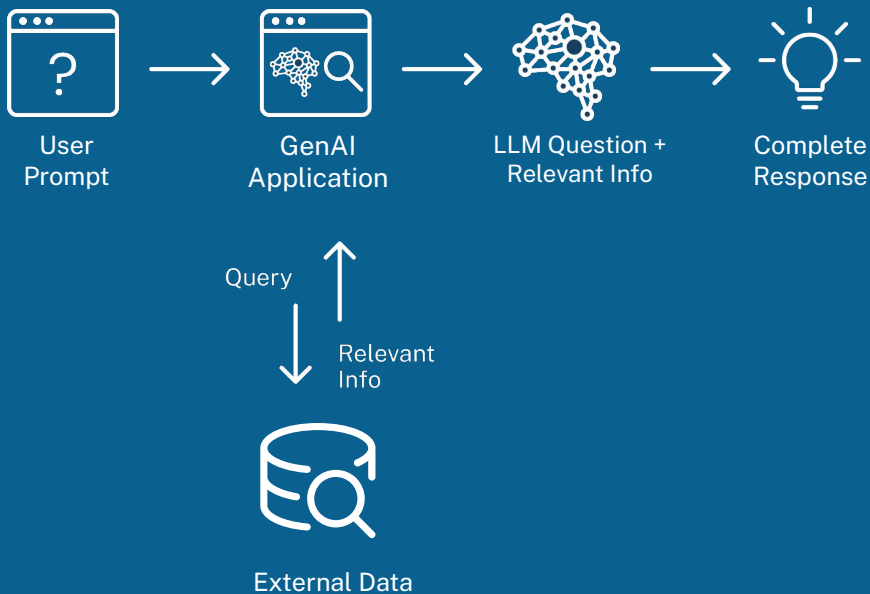 ?
User
Prompt
GenAI
Application
LLM Question +
Relevant Info
Complete
Response
Query
Relevant
Info
External Data